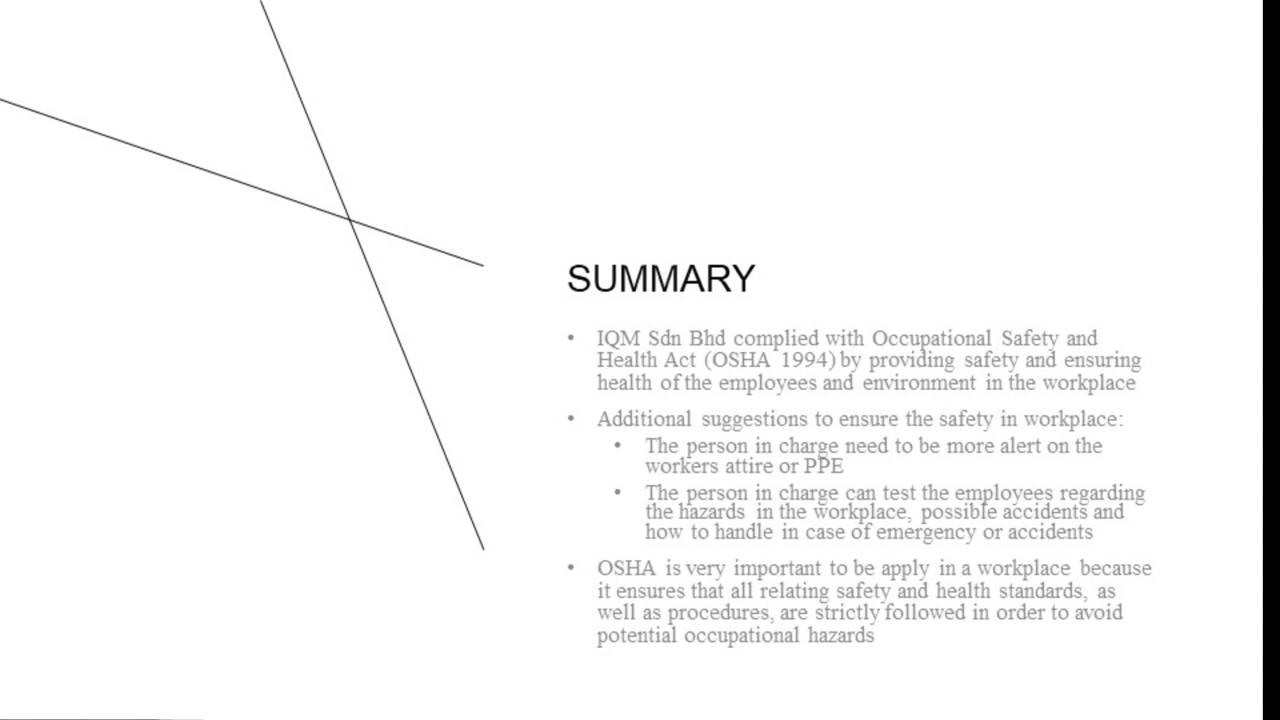 SUMMARY
• IQM Sdn Bhd complied with Occupational Safety and
Health Act (OSHA 1994) by providing safety and ensuring
health of the employees and environment in the workplace
• Additional suggestions to ensure the safety in workplace:
• The person in charge need to be more alert on the
workers attire or PPE
• The person in charge can test the employees regarding
the hazards in the workplace, possible accidents and
how to handle in case of emergency or accidents
• OSHA is very important to be apply in a workplace because
it ensures that all relating safety and health standards, as
well as procedures, are strictly followed in order to avoid
potential occupational hazards